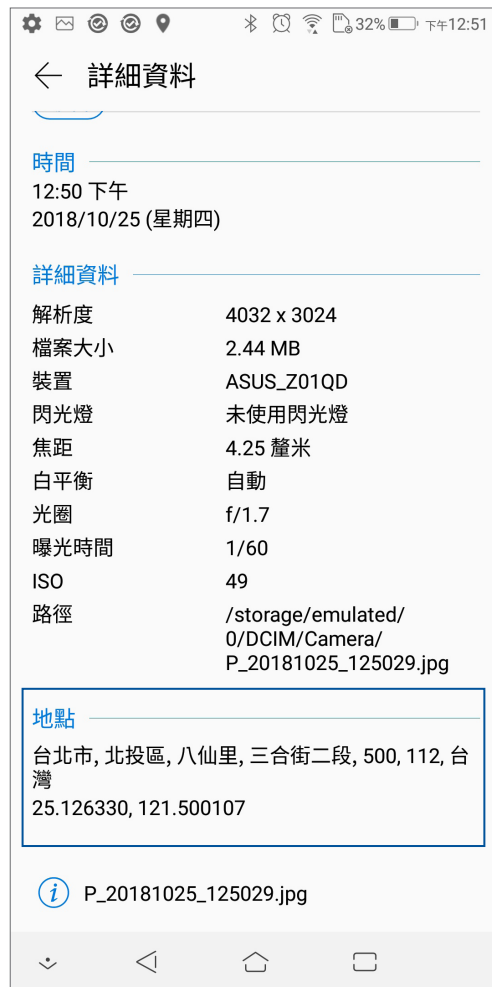 32% 下午12:51
詳細資料
時間
12:50 下午
2018/10/25 (星期四)
詳細資料
解析度 4032 x 3024
檔案大小 2.44 MB
裝置 ASUS_Z01QD
閃光燈 未使用閃光燈
焦距 4.25 釐米
白平衡 自動
光圈 f/1.7
曝光時間 1/60
ISO 49
路徑 /storage/emulated/
0/DCIM/Camera/
P_20181025_125029.jpg
地點
台北市, 北投區, 八仙里, 三合街二段, 500, 112, 台
灣
25.126330, 121.500107
i P_20181025_125029.jpg